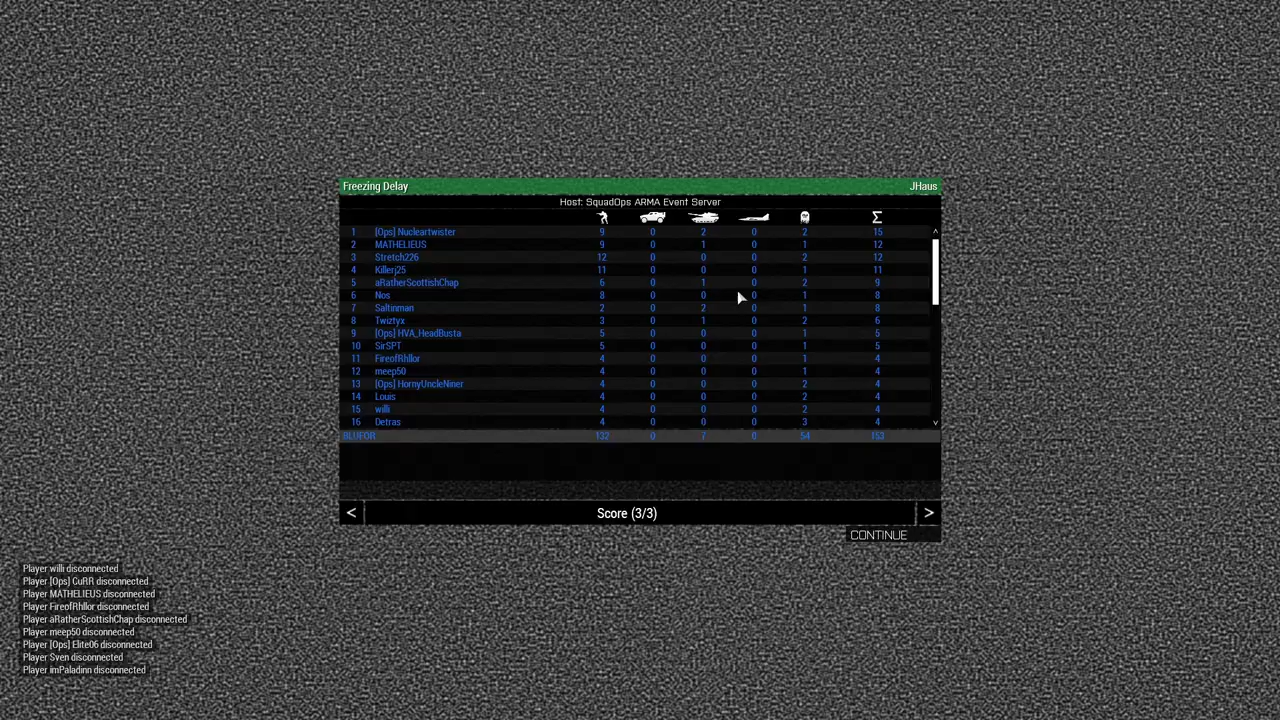 Freezing Delay JHaus
Host: SquadOps ARMA Event Server
Σ
1 [Ops] Nucleartwister 9 0 2 0 2 15
2 MATHELIEUS 9 0 1 0 1 12
3 Stretch226 12 0 0 0 2 12
4 Killerj25 11 0 0 0 1 11
5 aRatherScottishChap 6 0 1 0 2 9
6 Nos 8 0 0 0 1 8
7 Saltinman 2 0 2 0 1 8
8 Twiztyx 3 0 1 0 2 6
9 [Ops] HVA_HeadBusta 5 0 0 0 1 5
10 SirSPT 5 0 0 0 1 5
11 FireofRhllor 4 0 0 0 1 4
12 meep50 4 0 0 0 1 4
13 [Ops] HornyUncleNiner 4 0 0 0 2 4
14 Louis 4 0 0 0 2 4
15 willi 4 0 0 0 2 4
16 Detras 4 0 0 0 3 4
BLUFOR 132 0 7 0 54 153
< Score (3/3) >
CONTINUE
Player willi disconnected
Player [Ops] CuRR disconnected
Player MATHELIEUS disconnected
Player FireofRhllor disconnected
Player aRatherScottishChap disconnected
Player meep50 disconnected
Player [Ops] Elite06 disconnected
Player Sven disconnected
Player imPaladinn disconnected